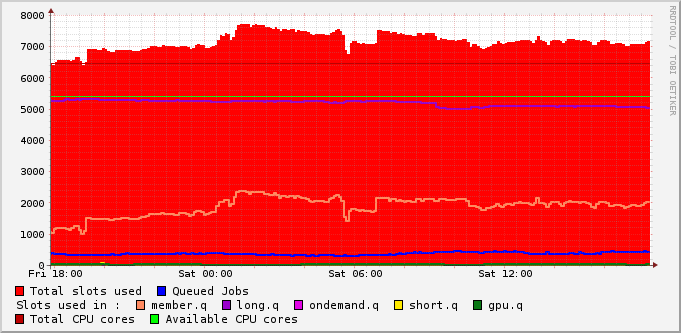 8000
7000
6000
5000
4000
3000
2000
1000
0
Fri 18:00 Sat 00:00 Sat 06:00 Sat 12:00
Total slots used Queued Jobs
Slots used in : member.q long.q ondemand.q short.q gpu.q
Total CPU cores Available CPU cores
RRDTOOL / TOBI OETIKER